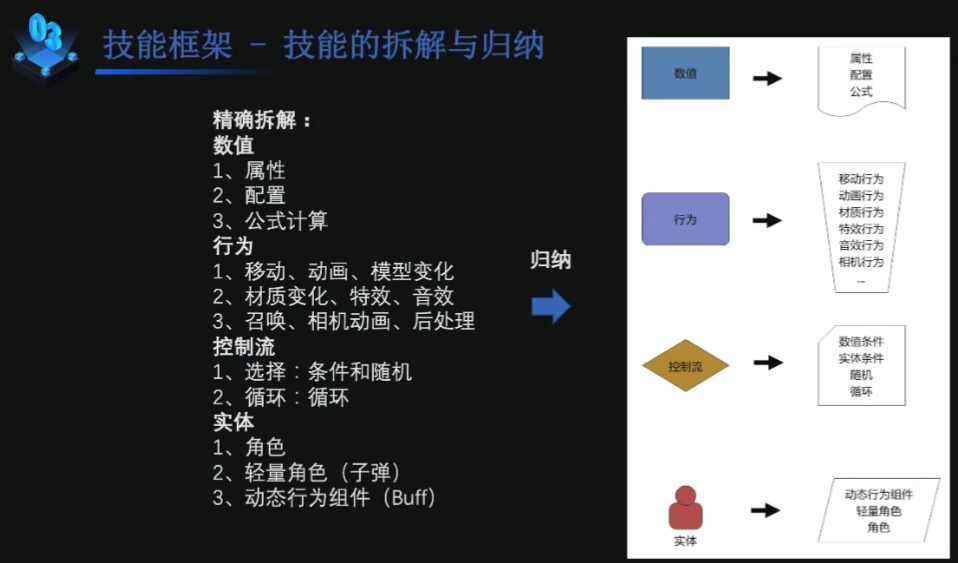 03
技能框架 - 技能的拆解与归纳
精确拆解：
数值
1、属性
2、配置
3、公式计算
行为
1、移动、动画、模型变化
2、材质变化、特效、音效
3、召唤、相机动画、后处理
控制流
1、选择：条件和随机
2、循环：循环
实体
1、角色
2、轻量角色（子弹）
3、动态行为组件（Buff）
归纳
数值
属性
配置
公式
行为
移动行为
动画行为
材质行为
特效行为
音效行为
相机行为
...
控制流
数值条件
实体条件
随机
循环
实体
动态行为组件
轻量角色
角色